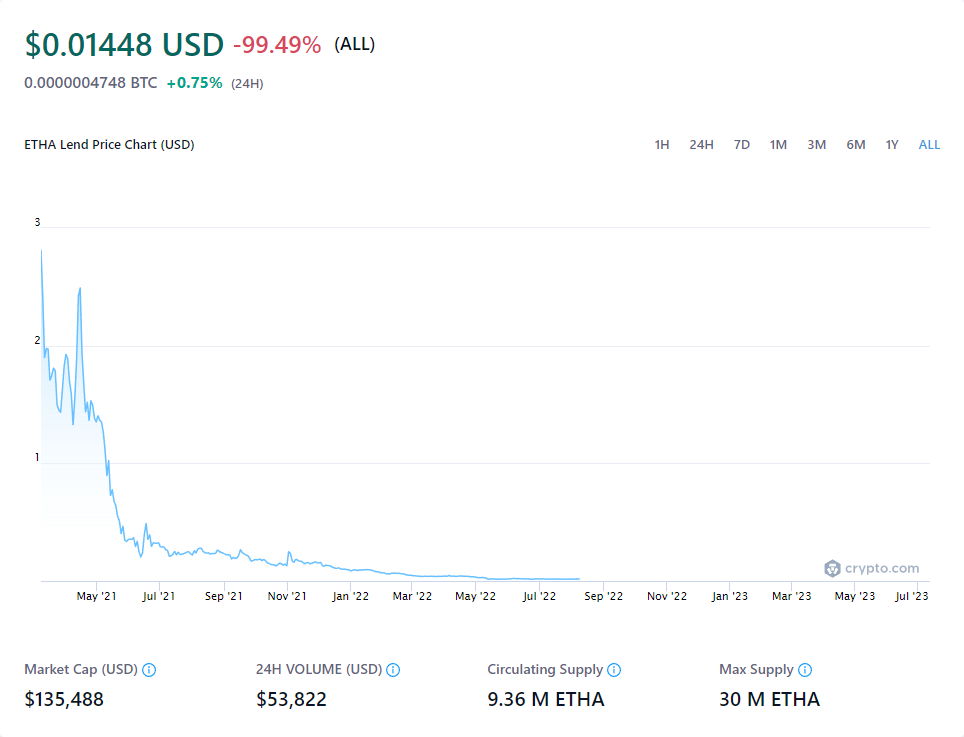 $0.01448 USD -99.49% (ALL)
0.0000004748 BTC +0.75% (24H)
ETHA Lend Price Chart (USD) 1H 24H 7D 1M 3M 6M 1Y ALL
3
2
1
crypto.com
May '21 Jul '21 Sep '21 Nov '21 Jan '22 Mar '22 May '22 Jul '22 Sep '22 Nov '22 Jan '23 Mar '23 May '23 Jul '23
Market Cap (USD) 24H VOLUME (USD) Circulating Supply Max Supply
$135,488 $53,822 9.36 M ETHA 30 M ETHA